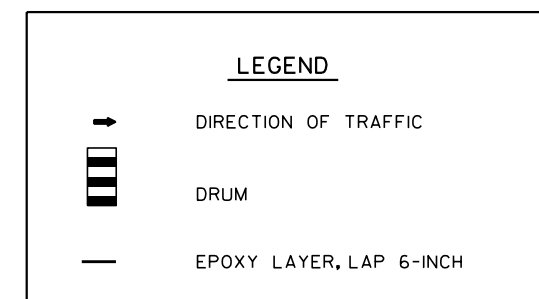 LEGEND
DIRECTION OF TRAFFIC
DRUM
EPOXY LAYER, LAP 6-INCH